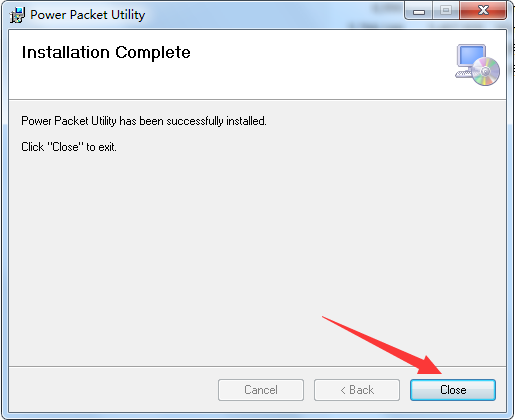 Power Packet Utility
Installation Complete
Power Packet Utility has been successfully installed.
Click "Close" to exit.
Cancel
< Back
Close